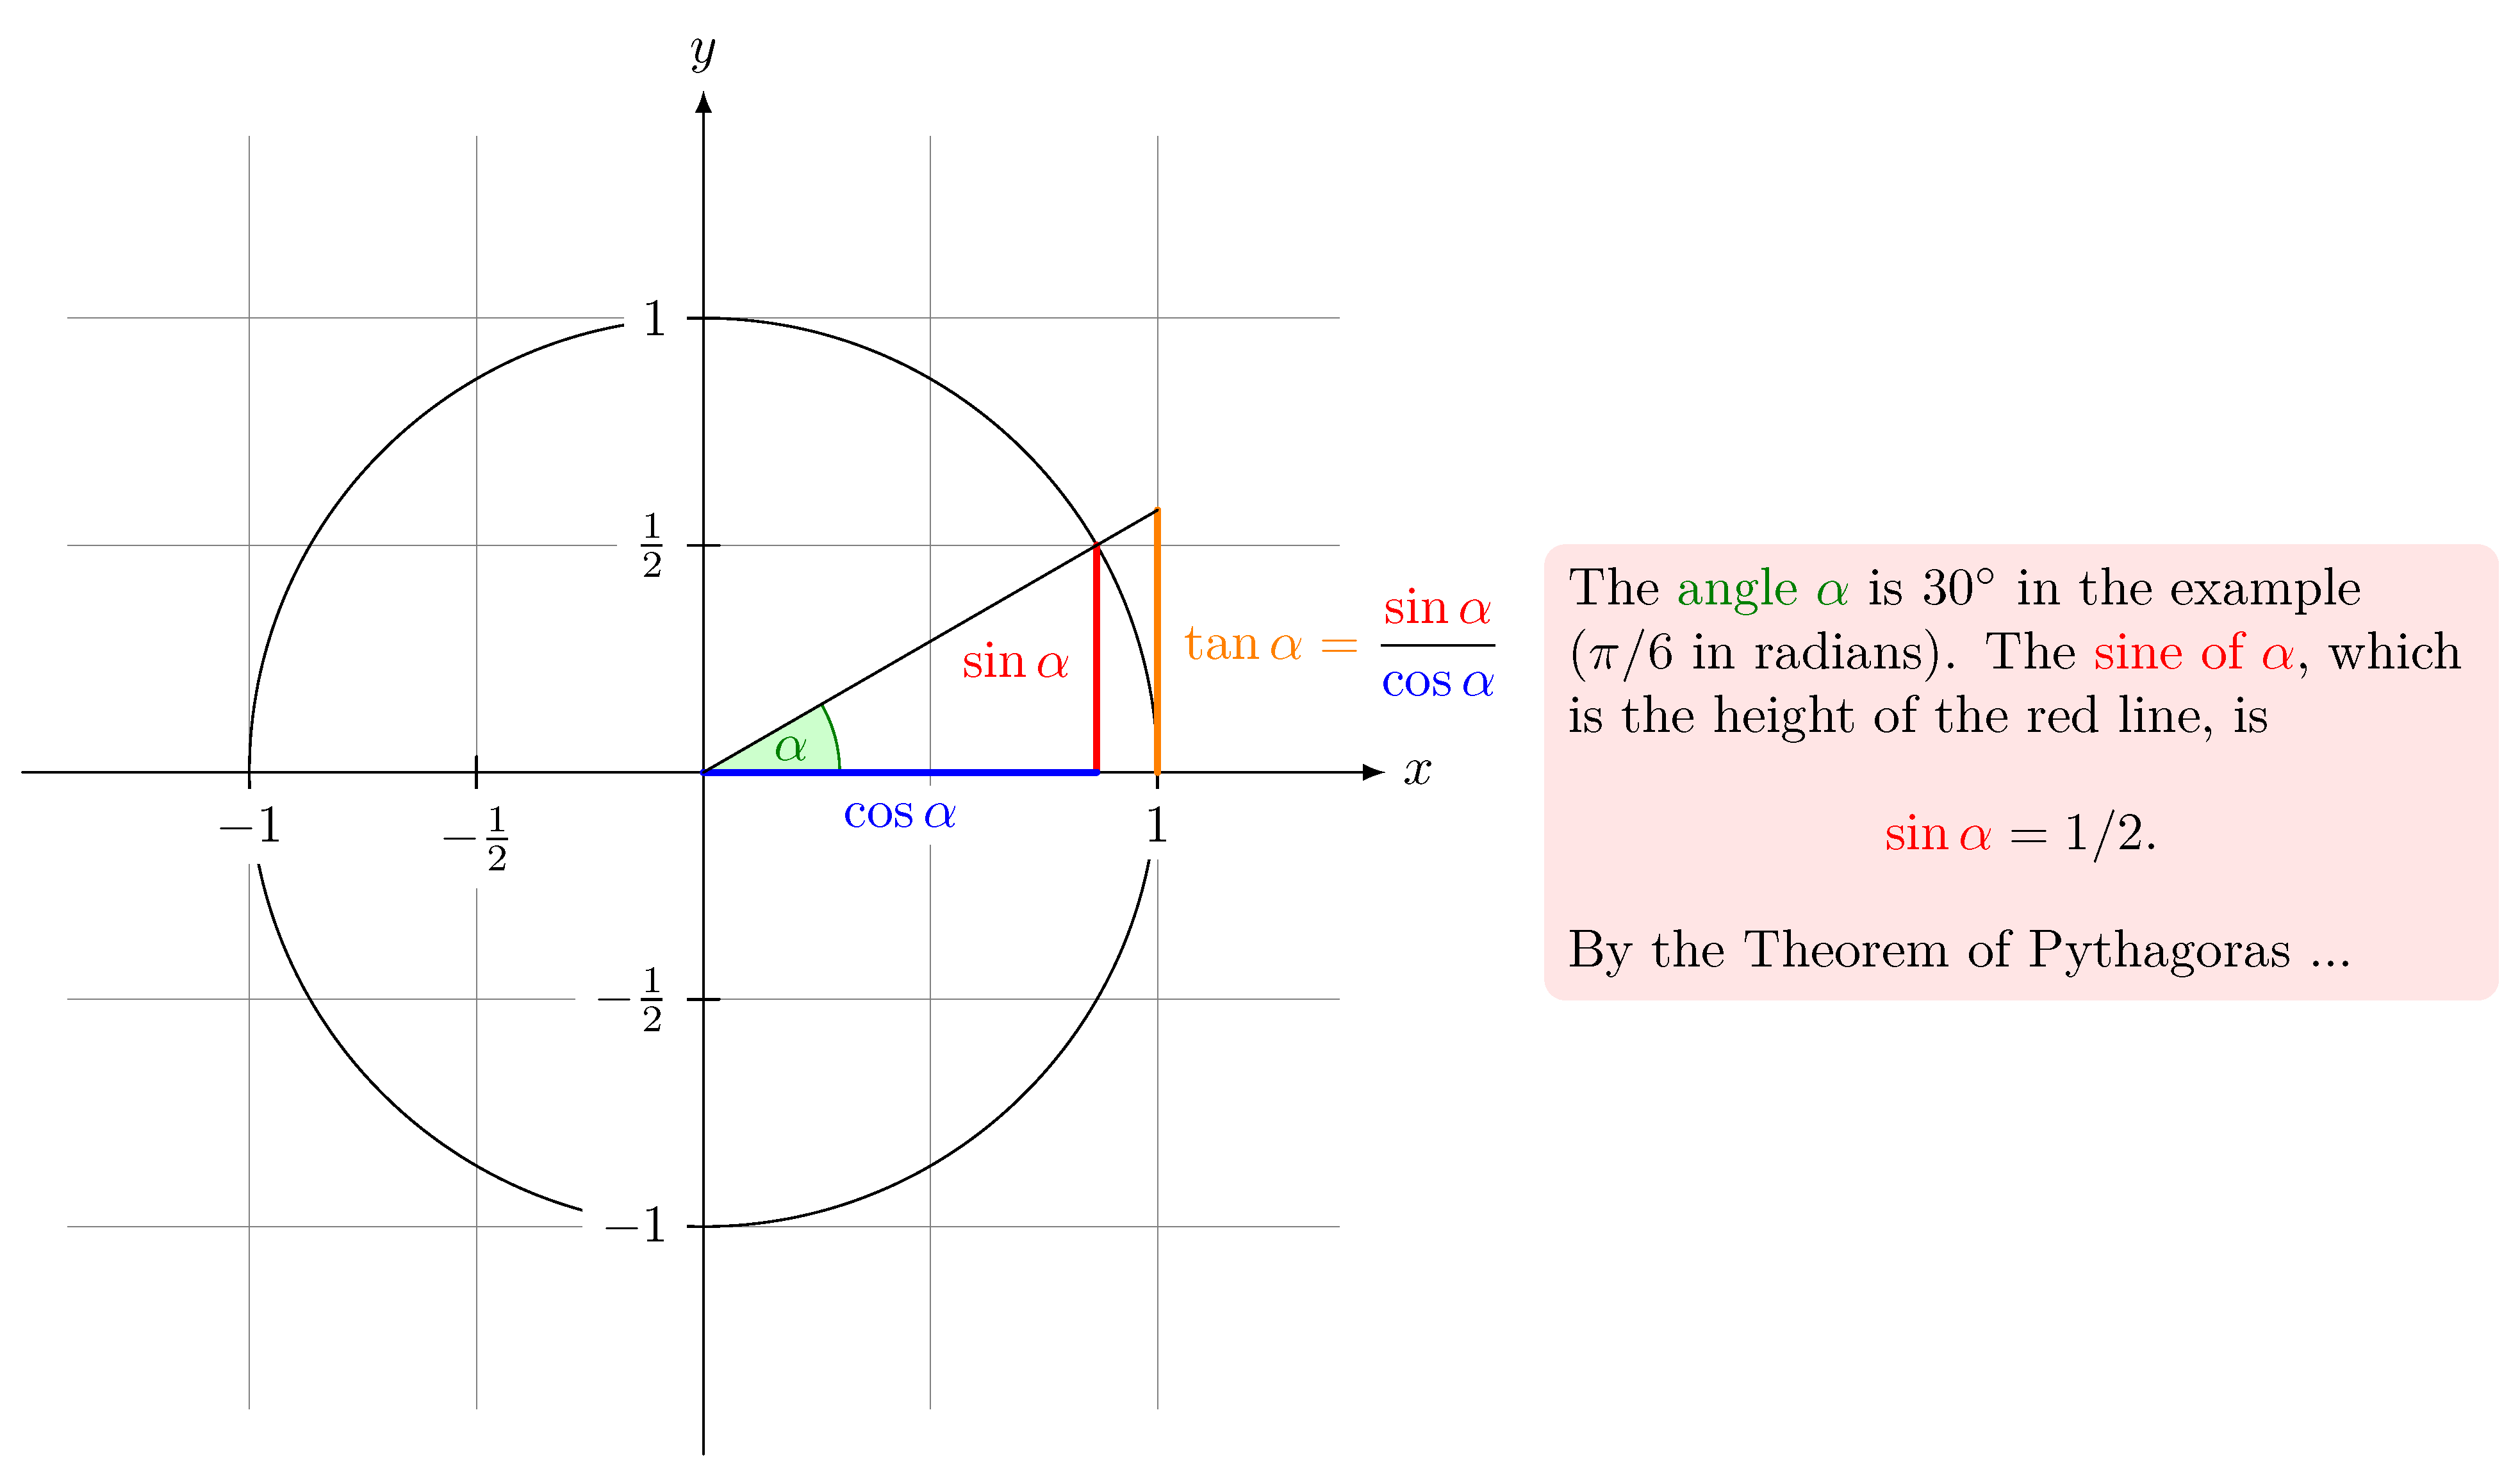 y
1
1/2
sin α
tan α = sin α / cos α
α
x
cos α
−1
−1/2
1
−1/2
−1
The angle α is 30° in the example
(π/6 in radians). The sine of α, which
is the height of the red line, is
sin α = 1/2.
By the Theorem of Pythagoras ...